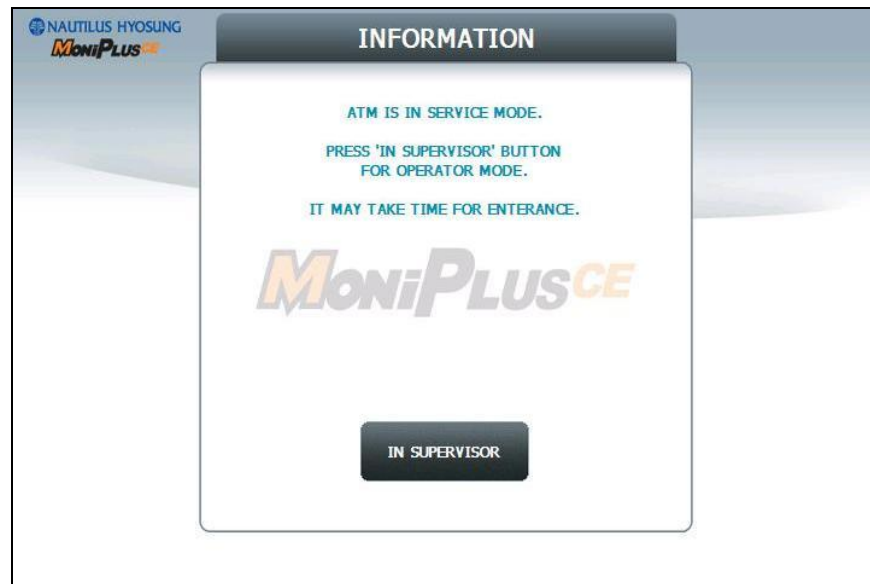 NAUTILUS HYOSUNG
MONiPLUSCE
INFORMATION
ATM IS IN SERVICE MODE.
PRESS 'IN SUPERVISOR' BUTTON
FOR OPERATOR MODE.
IT MAY TAKE TIME FOR ENTERANCE.
MONiPLUSCE
IN SUPERVISOR